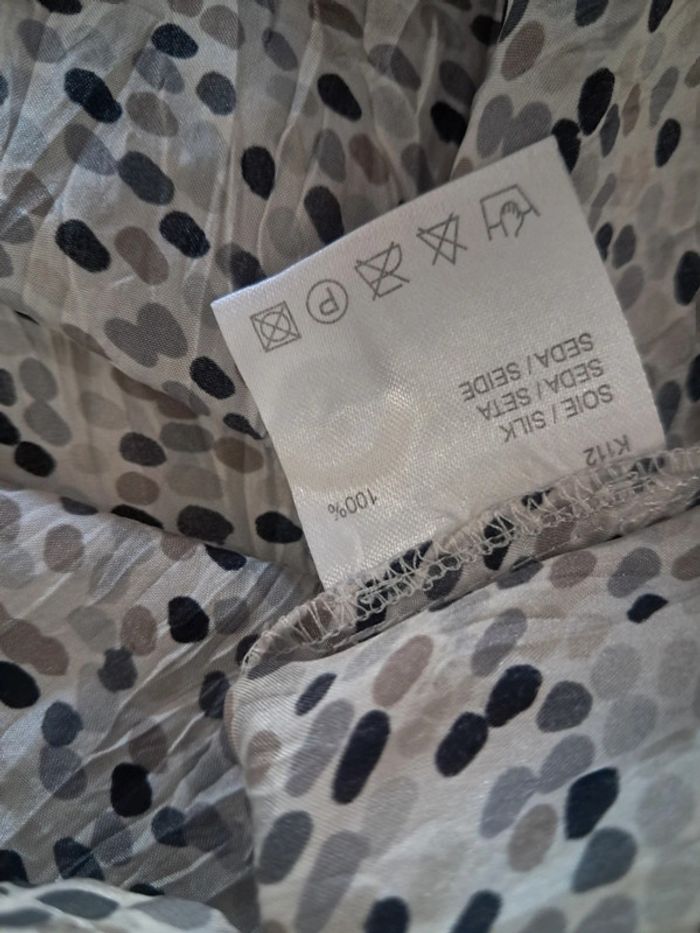 K112
SOIE / SILK 100%
SEDA / SETA
SEDA / SEIDE
P